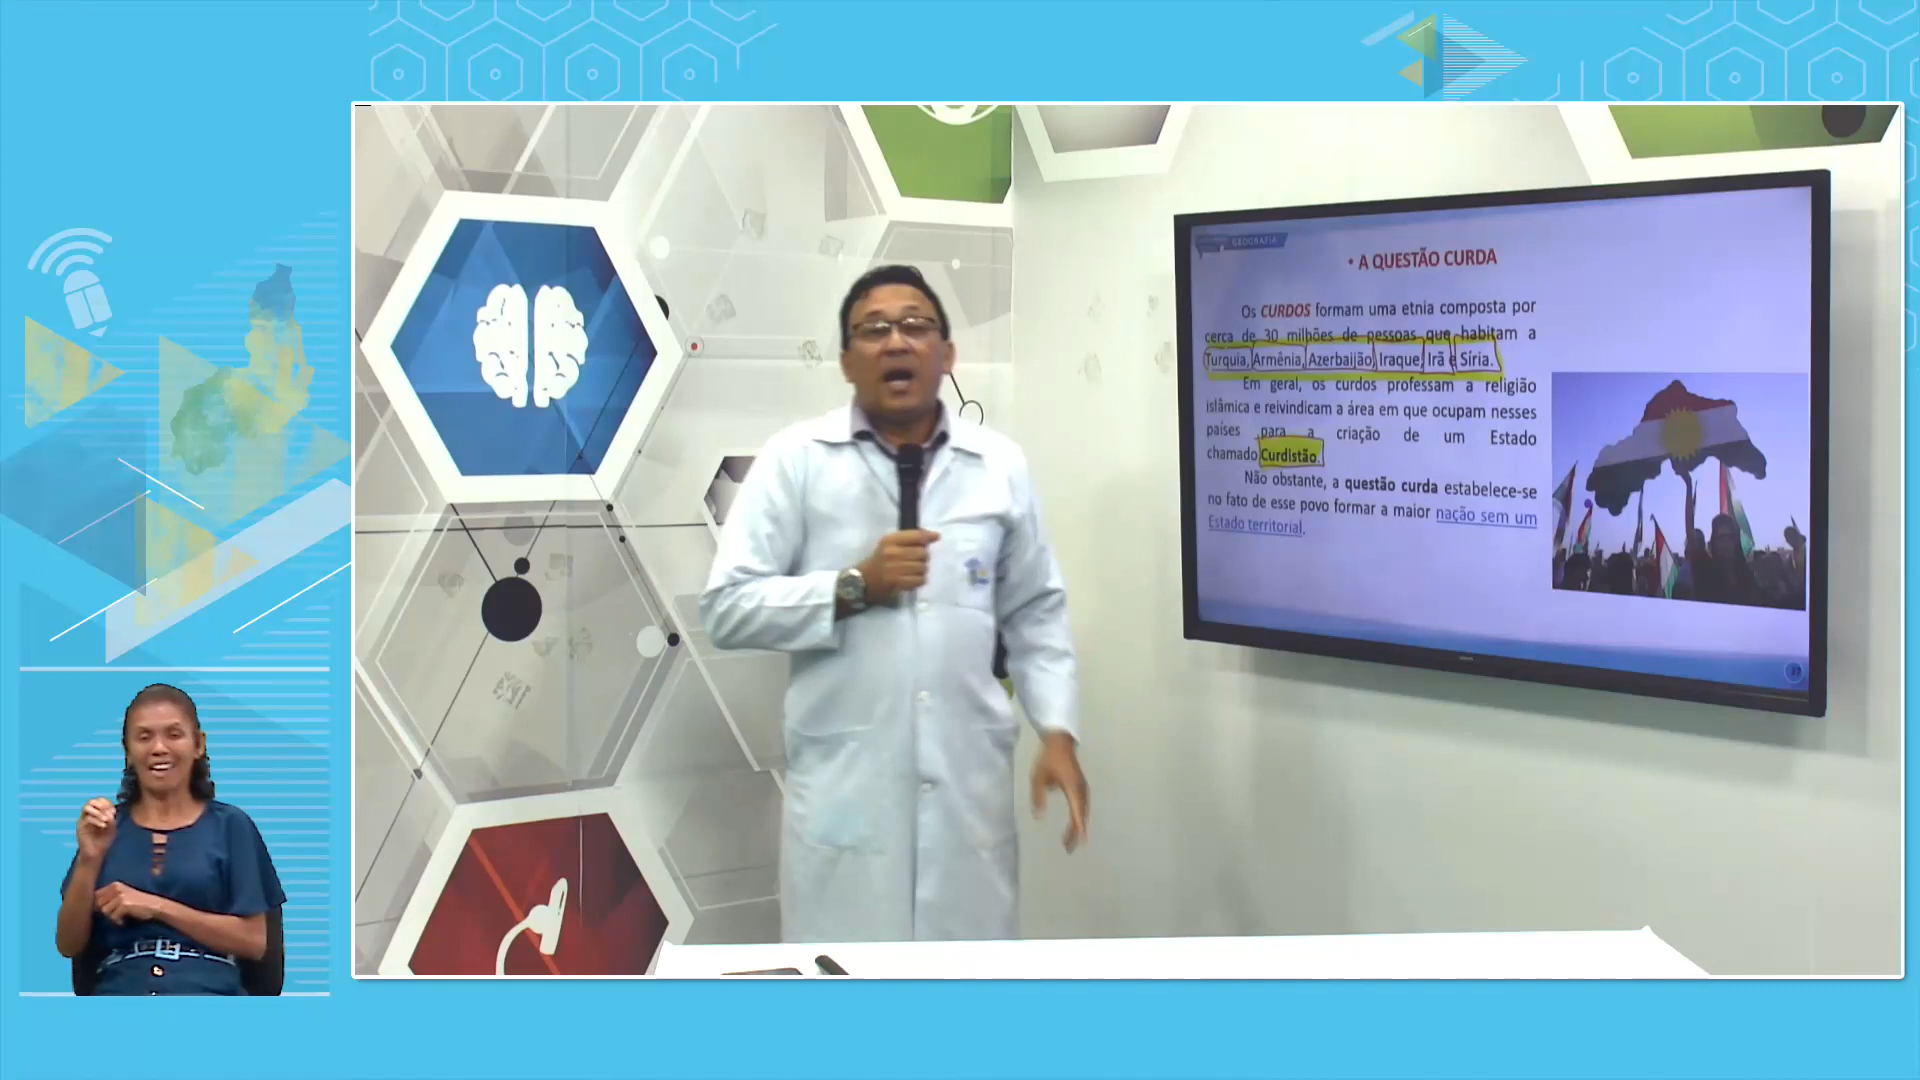 GEOGRAFIA
• A QUESTÃO CURDA
Os CURDOS formam uma etnia composta por
cerca de 30 milhões de pessoas que habitam a
Turquia, Armênia, Azerbaijão, Iraque, Irã e Síria.
Em geral, os curdos professam a religião
islâmica e reivindicam a área em que ocupam nesses
países para a criação de um Estado
chamado Curdistão.
Não obstante, a questão curda estabelece-se
no fato de esse povo formar a maior nação sem um
Estado territorial.